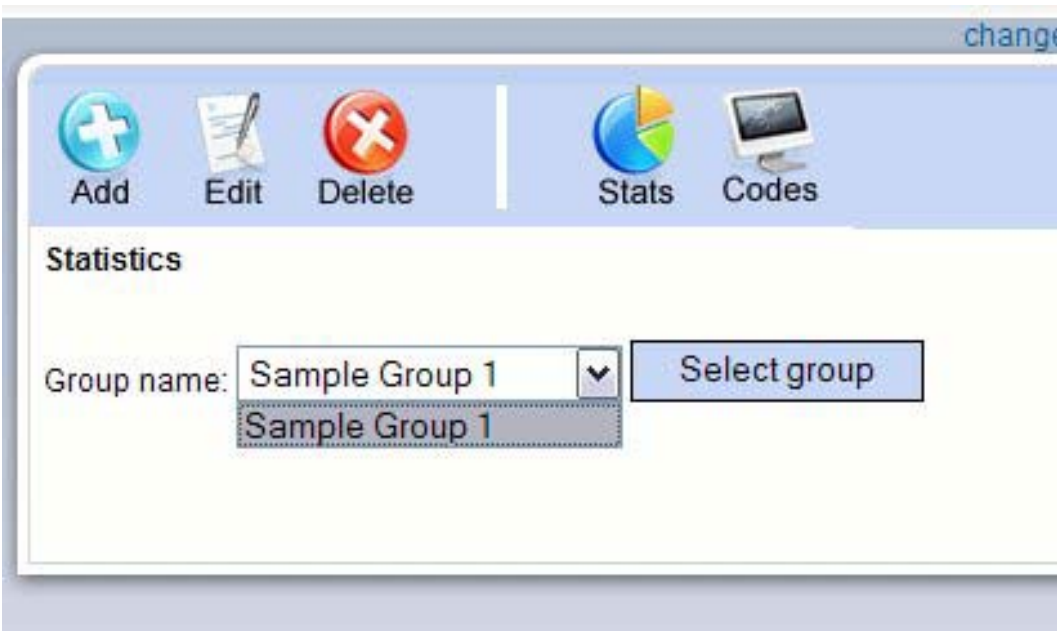 change
Add Edit Delete Stats Codes
Statistics
Group name: Sample Group 1 Select group
Sample Group 1